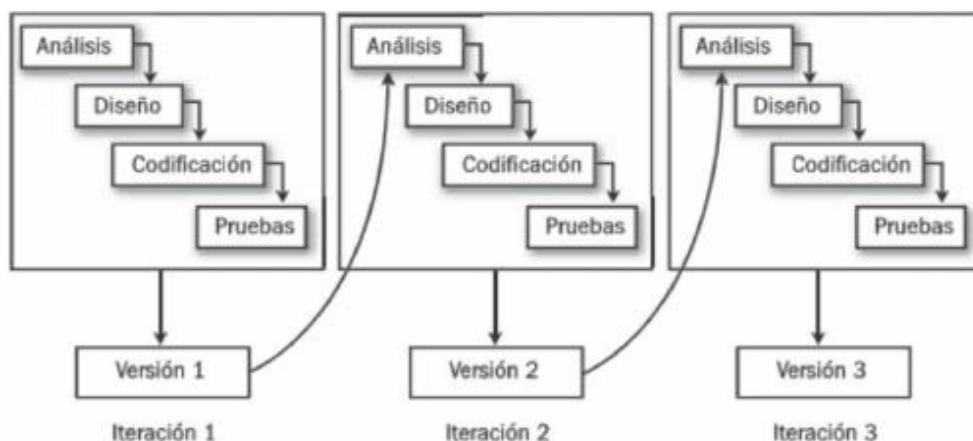 Análisis
Diseño
Codificación
Pruebas
Versión 1
Iteración 1
Análisis
Diseño
Codificación
Pruebas
Versión 2
Iteración 2
Análisis
Diseño
Codificación
Pruebas
Versión 3
Iteración 3